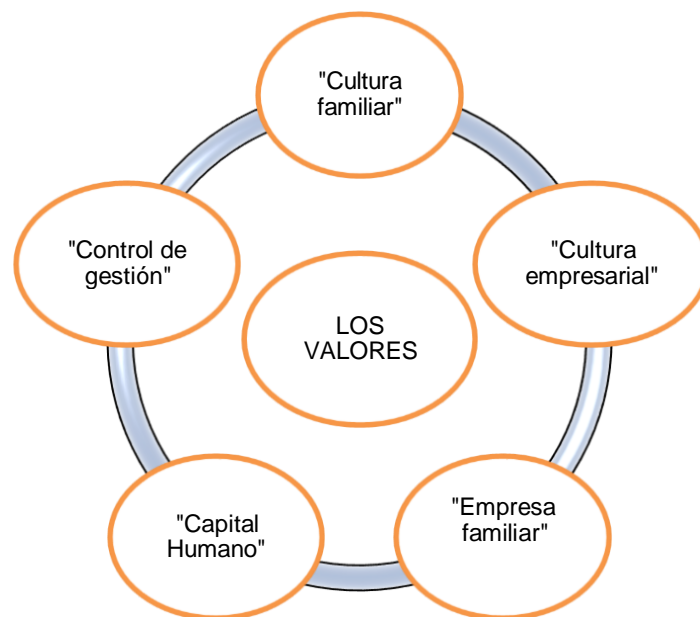 "Cultura
familiar"
"Cultura
empresarial"
"Empresa
familiar"
"Capital
Humano"
"Control de
gestión"
LOS
VALORES